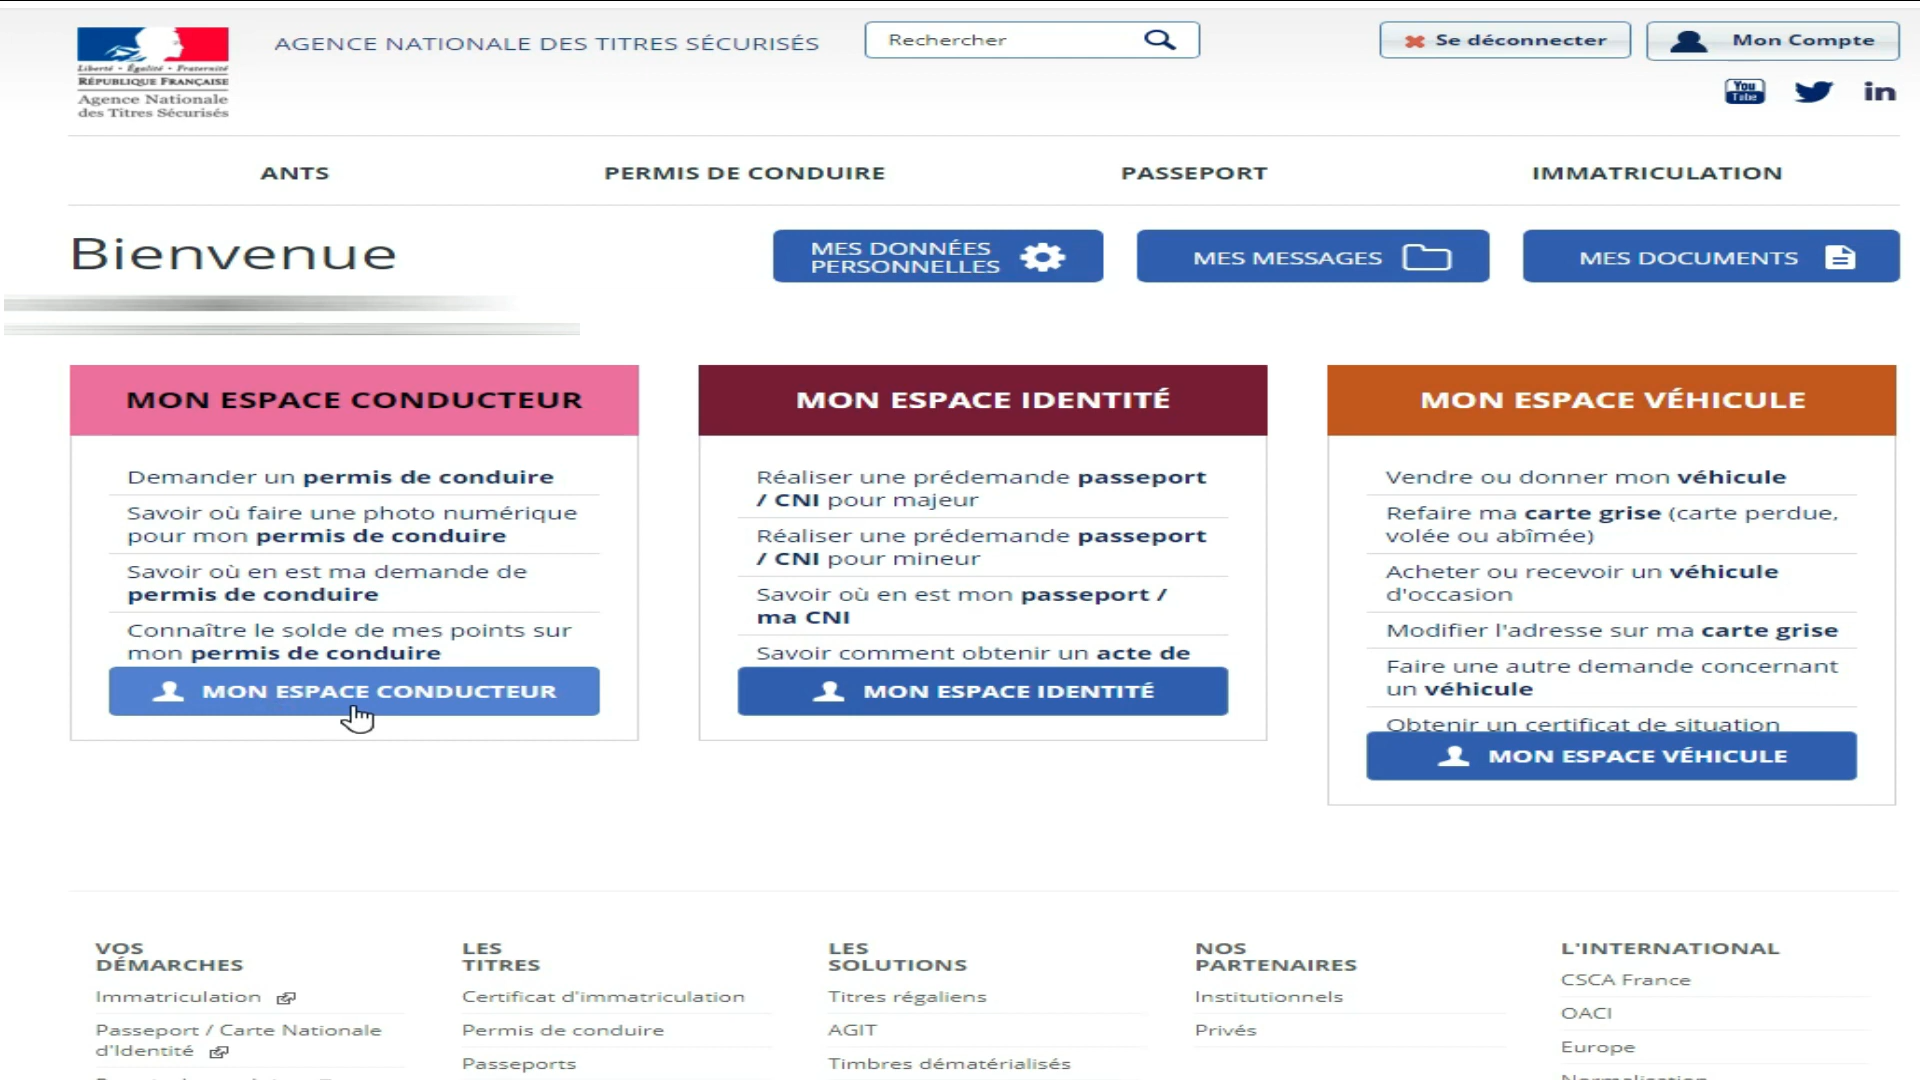 Liberté • Égalité • Fraternité
RÉPUBLIQUE FRANÇAISE
Agence Nationale
des Titres Sécurisés
AGENCE NATIONALE DES TITRES SÉCURISÉS
Rechercher
Se déconnecter
Mon Compte
You
Tube
in
ANTS
PERMIS DE CONDUIRE
PASSEPORT
IMMATRICULATION
Bienvenue
MES DONNÉES
PERSONNELLES
MES MESSAGES
MES DOCUMENTS
MON ESPACE CONDUCTEUR
Demander un permis de conduire
Savoir où faire une photo numérique
pour mon permis de conduire
Savoir où en est ma demande de
permis de conduire
Connaître le solde de mes points sur
mon permis de conduire
MON ESPACE CONDUCTEUR
MON ESPACE IDENTITÉ
Réaliser une prédemande passeport
/ CNI pour majeur
Réaliser une prédemande passeport
/ CNI pour mineur
Savoir où en est mon passeport /
ma CNI
Savoir comment obtenir un acte de
MON ESPACE IDENTITÉ
MON ESPACE VÉHICULE
Vendre ou donner mon véhicule
Refaire ma carte grise (carte perdue,
volée ou abîmée)
Acheter ou recevoir un véhicule
d'occasion
Modifier l'adresse sur ma carte grise
Faire une autre demande concernant
un véhicule
Obtenir un certificat de situation
MON ESPACE VÉHICULE
VOS
DÉMARCHES
Immatriculation
Passeport / Carte Nationale
d'Identité
LES
TITRES
Certificat d'immatriculation
Permis de conduire
Passeports
LES
SOLUTIONS
Titres régaliens
AGIT
Timbres dématérialisés
NOS
PARTENAIRES
Institutionnels
Privés
L'INTERNATIONAL
CSCA France
OACI
Europe
Normalisation